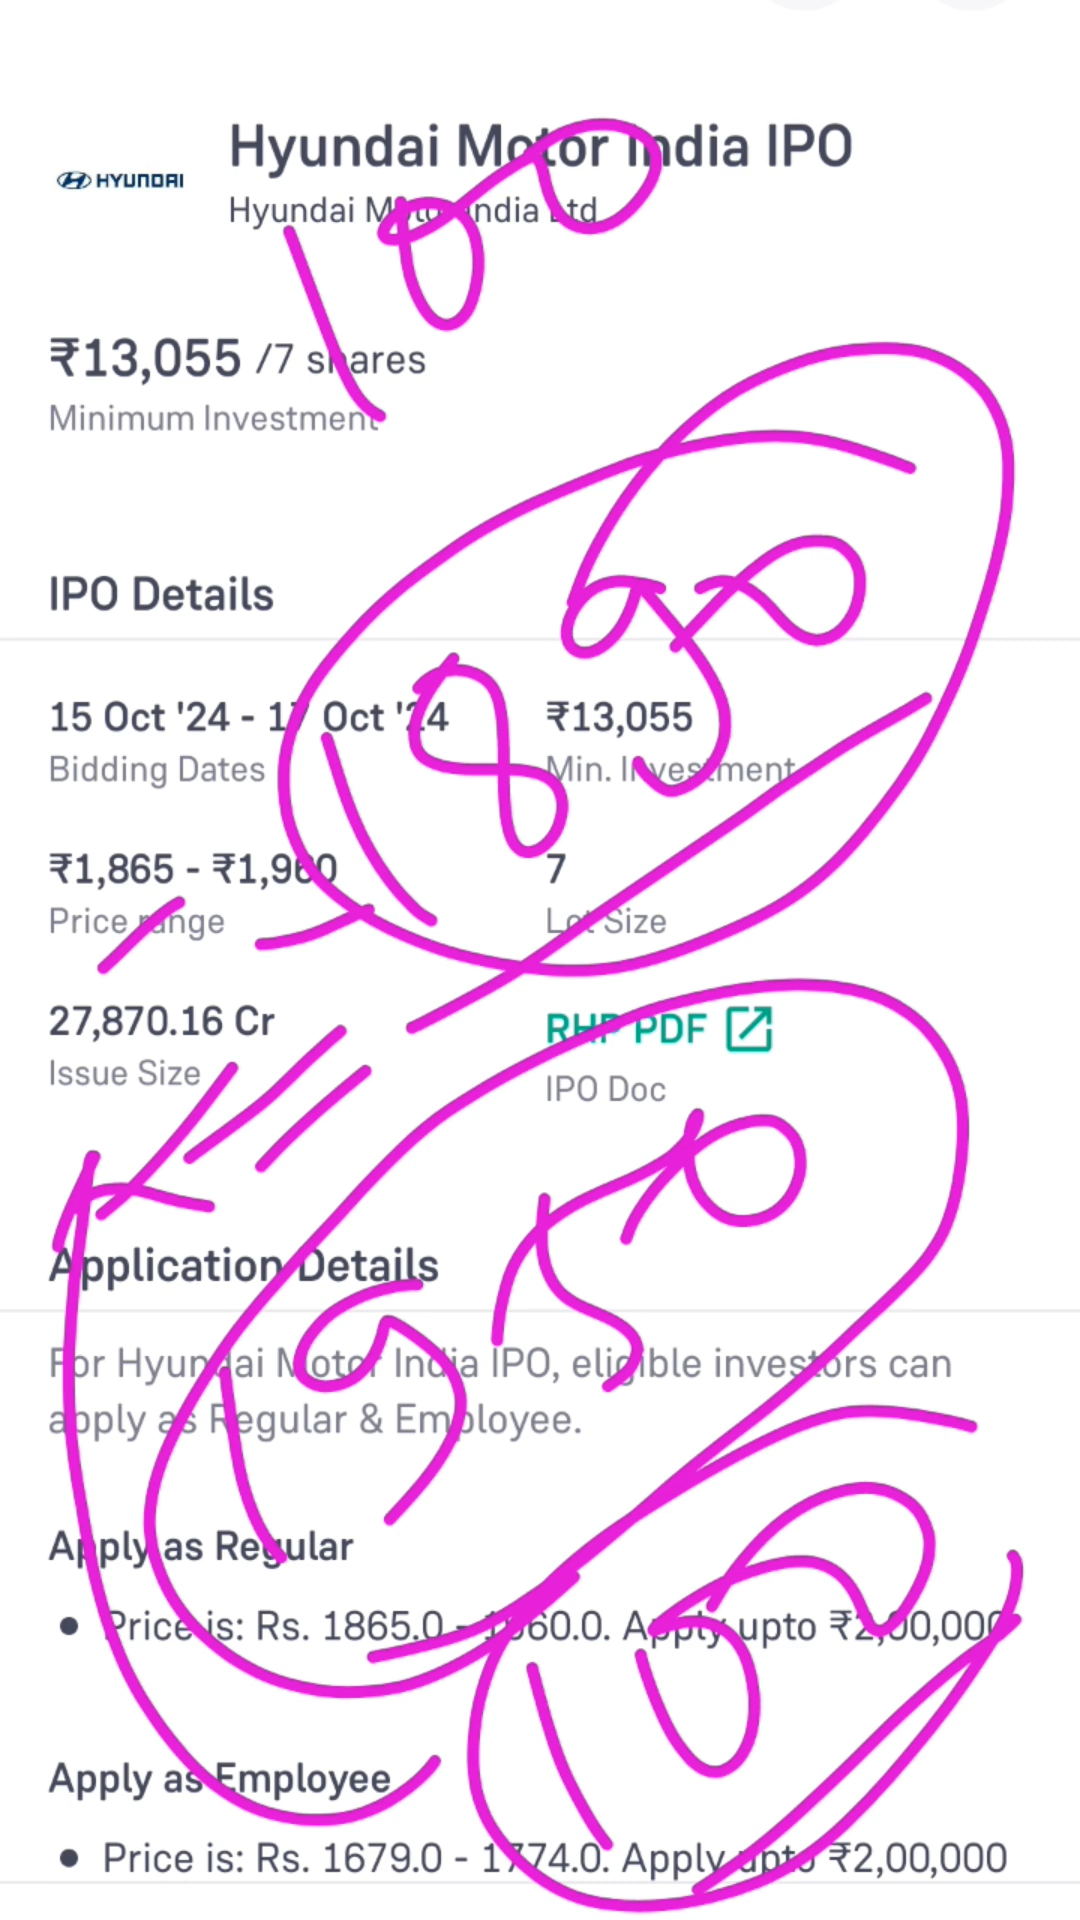 Hyundai Motor India IPO
HYUNDAI
Hyundai Motor India Ltd
100
₹13,055 /7 shares
Minimum Investment
IPO Details
1850
15 Oct '24 - 17 Oct '24
₹13,055
Bidding Dates
Min. Investment
₹1,865 - ₹1,960
7
Price range
Lot Size
27,870.16 Cr
RHP PDF
Issue Size
IPO Doc
1950
Application Details
For Hyundai Motor India IPO, eligible investors can
apply as Regular & Employee.
Apply as Regular
● Price is: Rs. 1865.0 - 1960.0. Apply upto ₹2,00,000
100
Apply as Employee
● Price is: Rs. 1679.0 - 1774.0. Apply upto ₹2,00,000